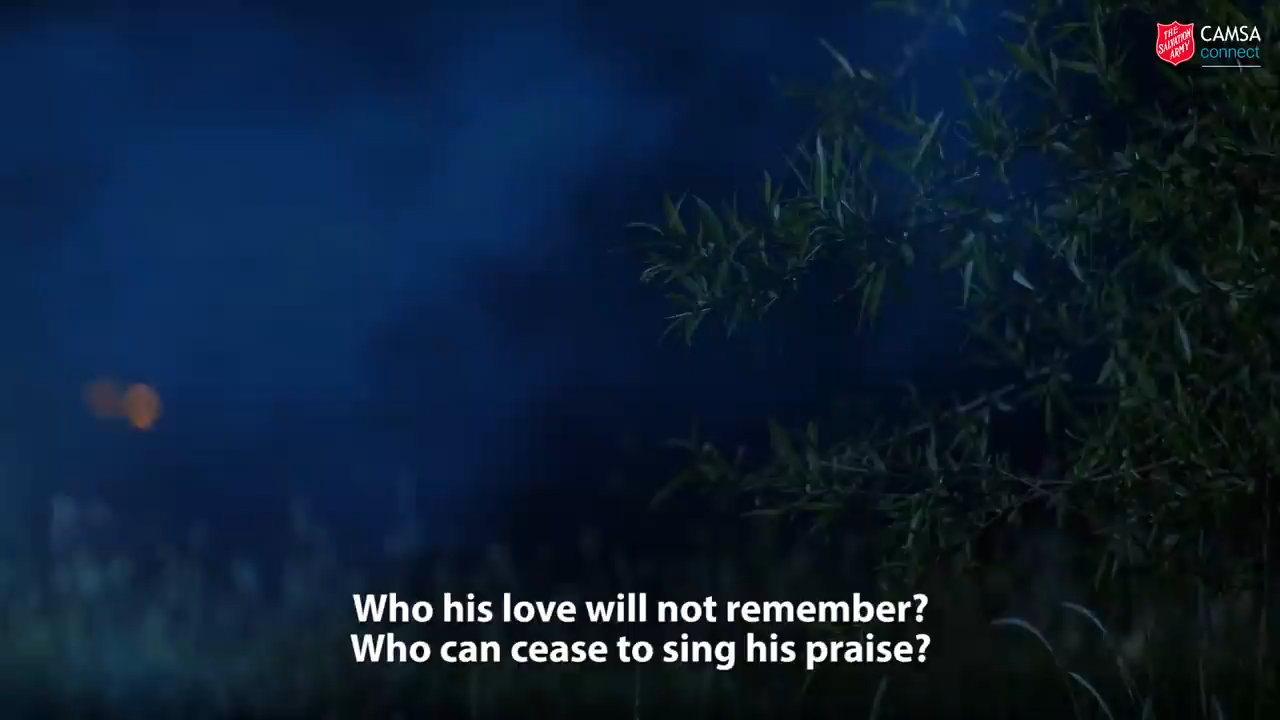 THE
SALVATION
ARMY
CAMSA
connect
Who his love will not remember?
Who can cease to sing his praise?